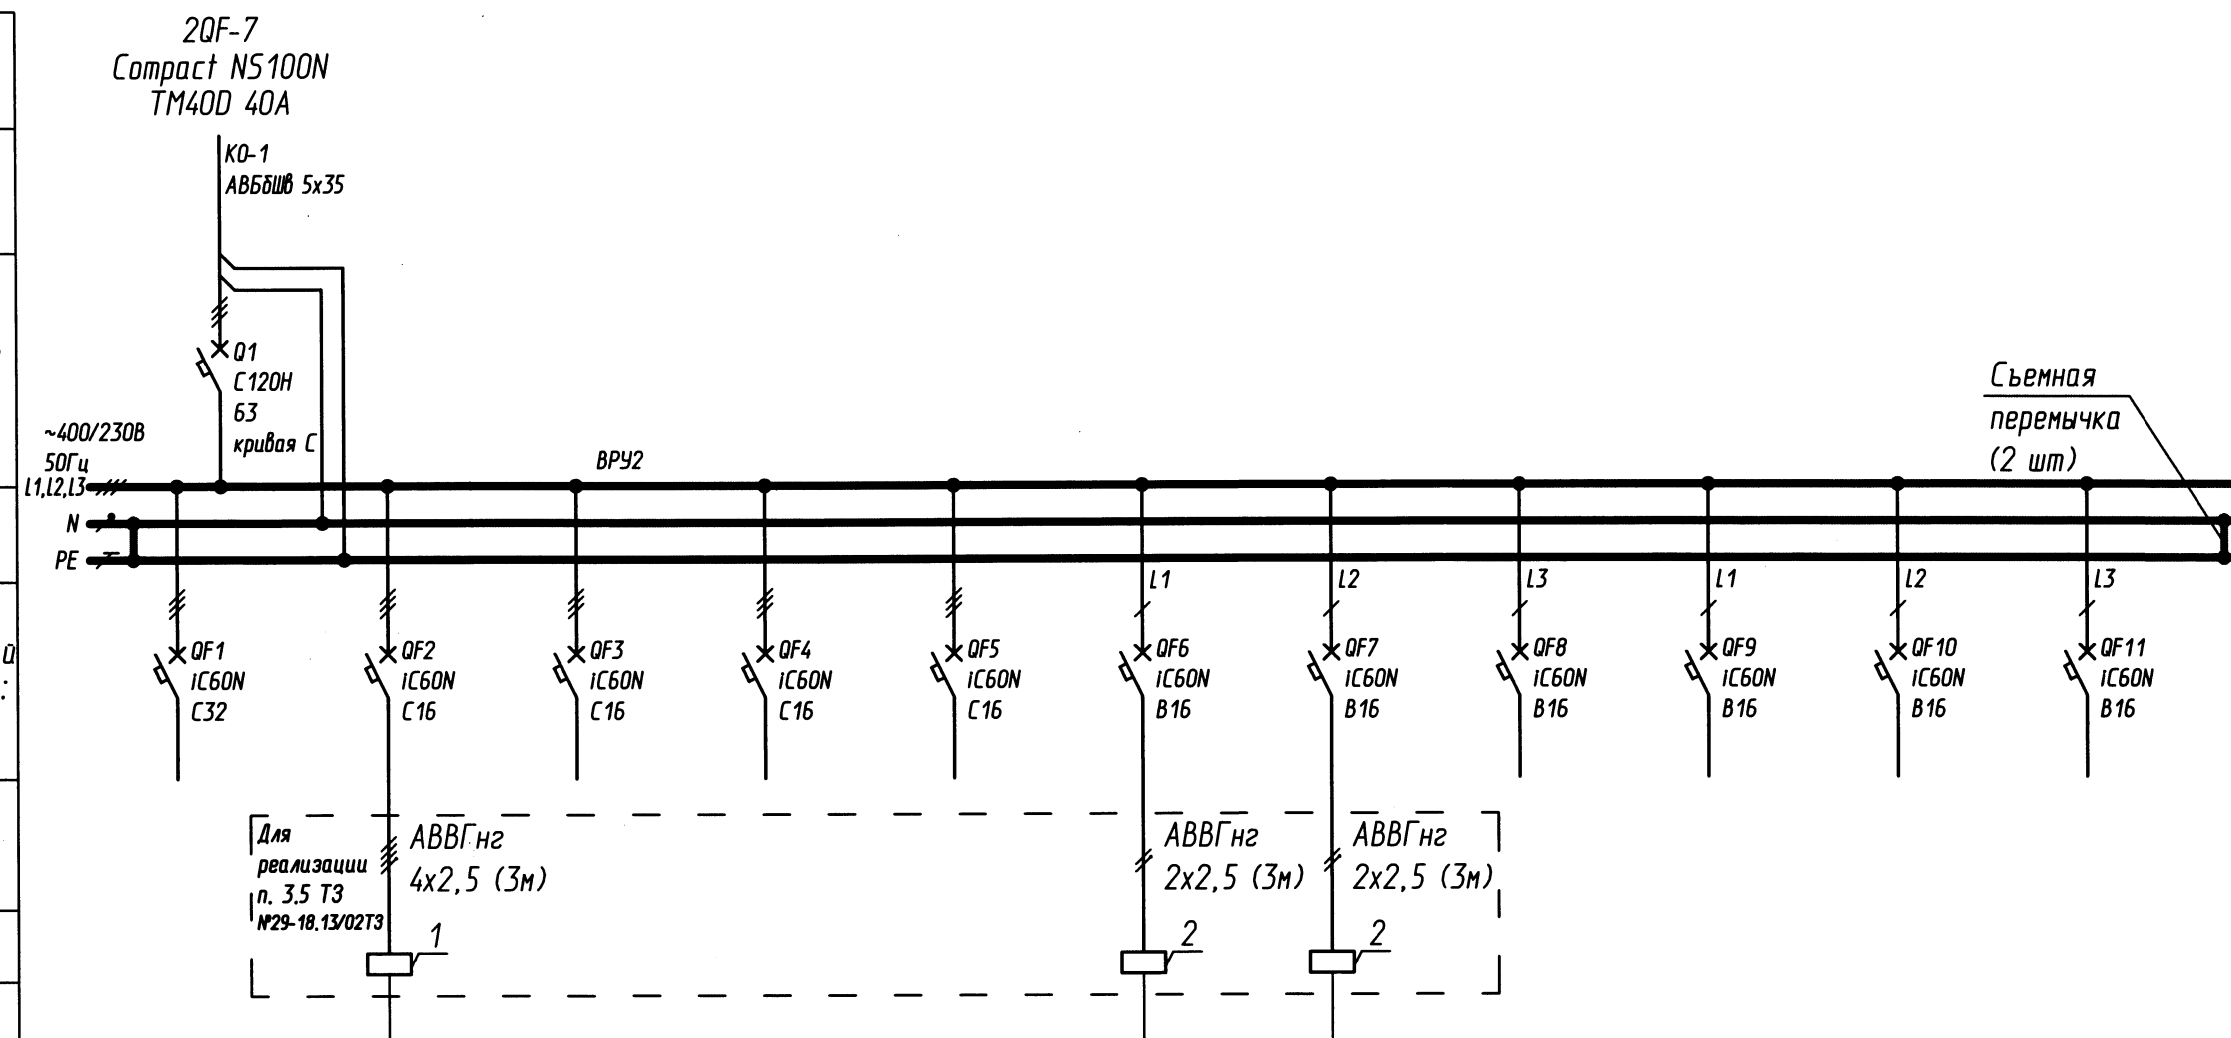 2QF-7
Compact NS100N
TM40D 40A
КО-1
АВБбШв 5х35
Q1
C120H
63
кривая С
~400/230В
50Гц
L1,L2,L3
N
PE
ВРУ2
Съемная
перемычка
(2 шт)
L1
L2
L3
L1
L2
L3
QF1
iC60N
C32
QF2
iC60N
C16
QF3
iC60N
C16
QF4
iC60N
C16
QF5
iC60N
C16
QF6
iC60N
B16
QF7
iC60N
B16
QF8
iC60N
B16
QF9
iC60N
B16
QF10
iC60N
B16
QF11
iC60N
B16
Для
реализации
п. 3.5 ТЗ
№29-18.13/02ТЗ
АВВГнг
4х2,5 (3м)
1
АВВГнг
2х2,5 (3м)
2
АВВГнг
2х2,5 (3м)
2